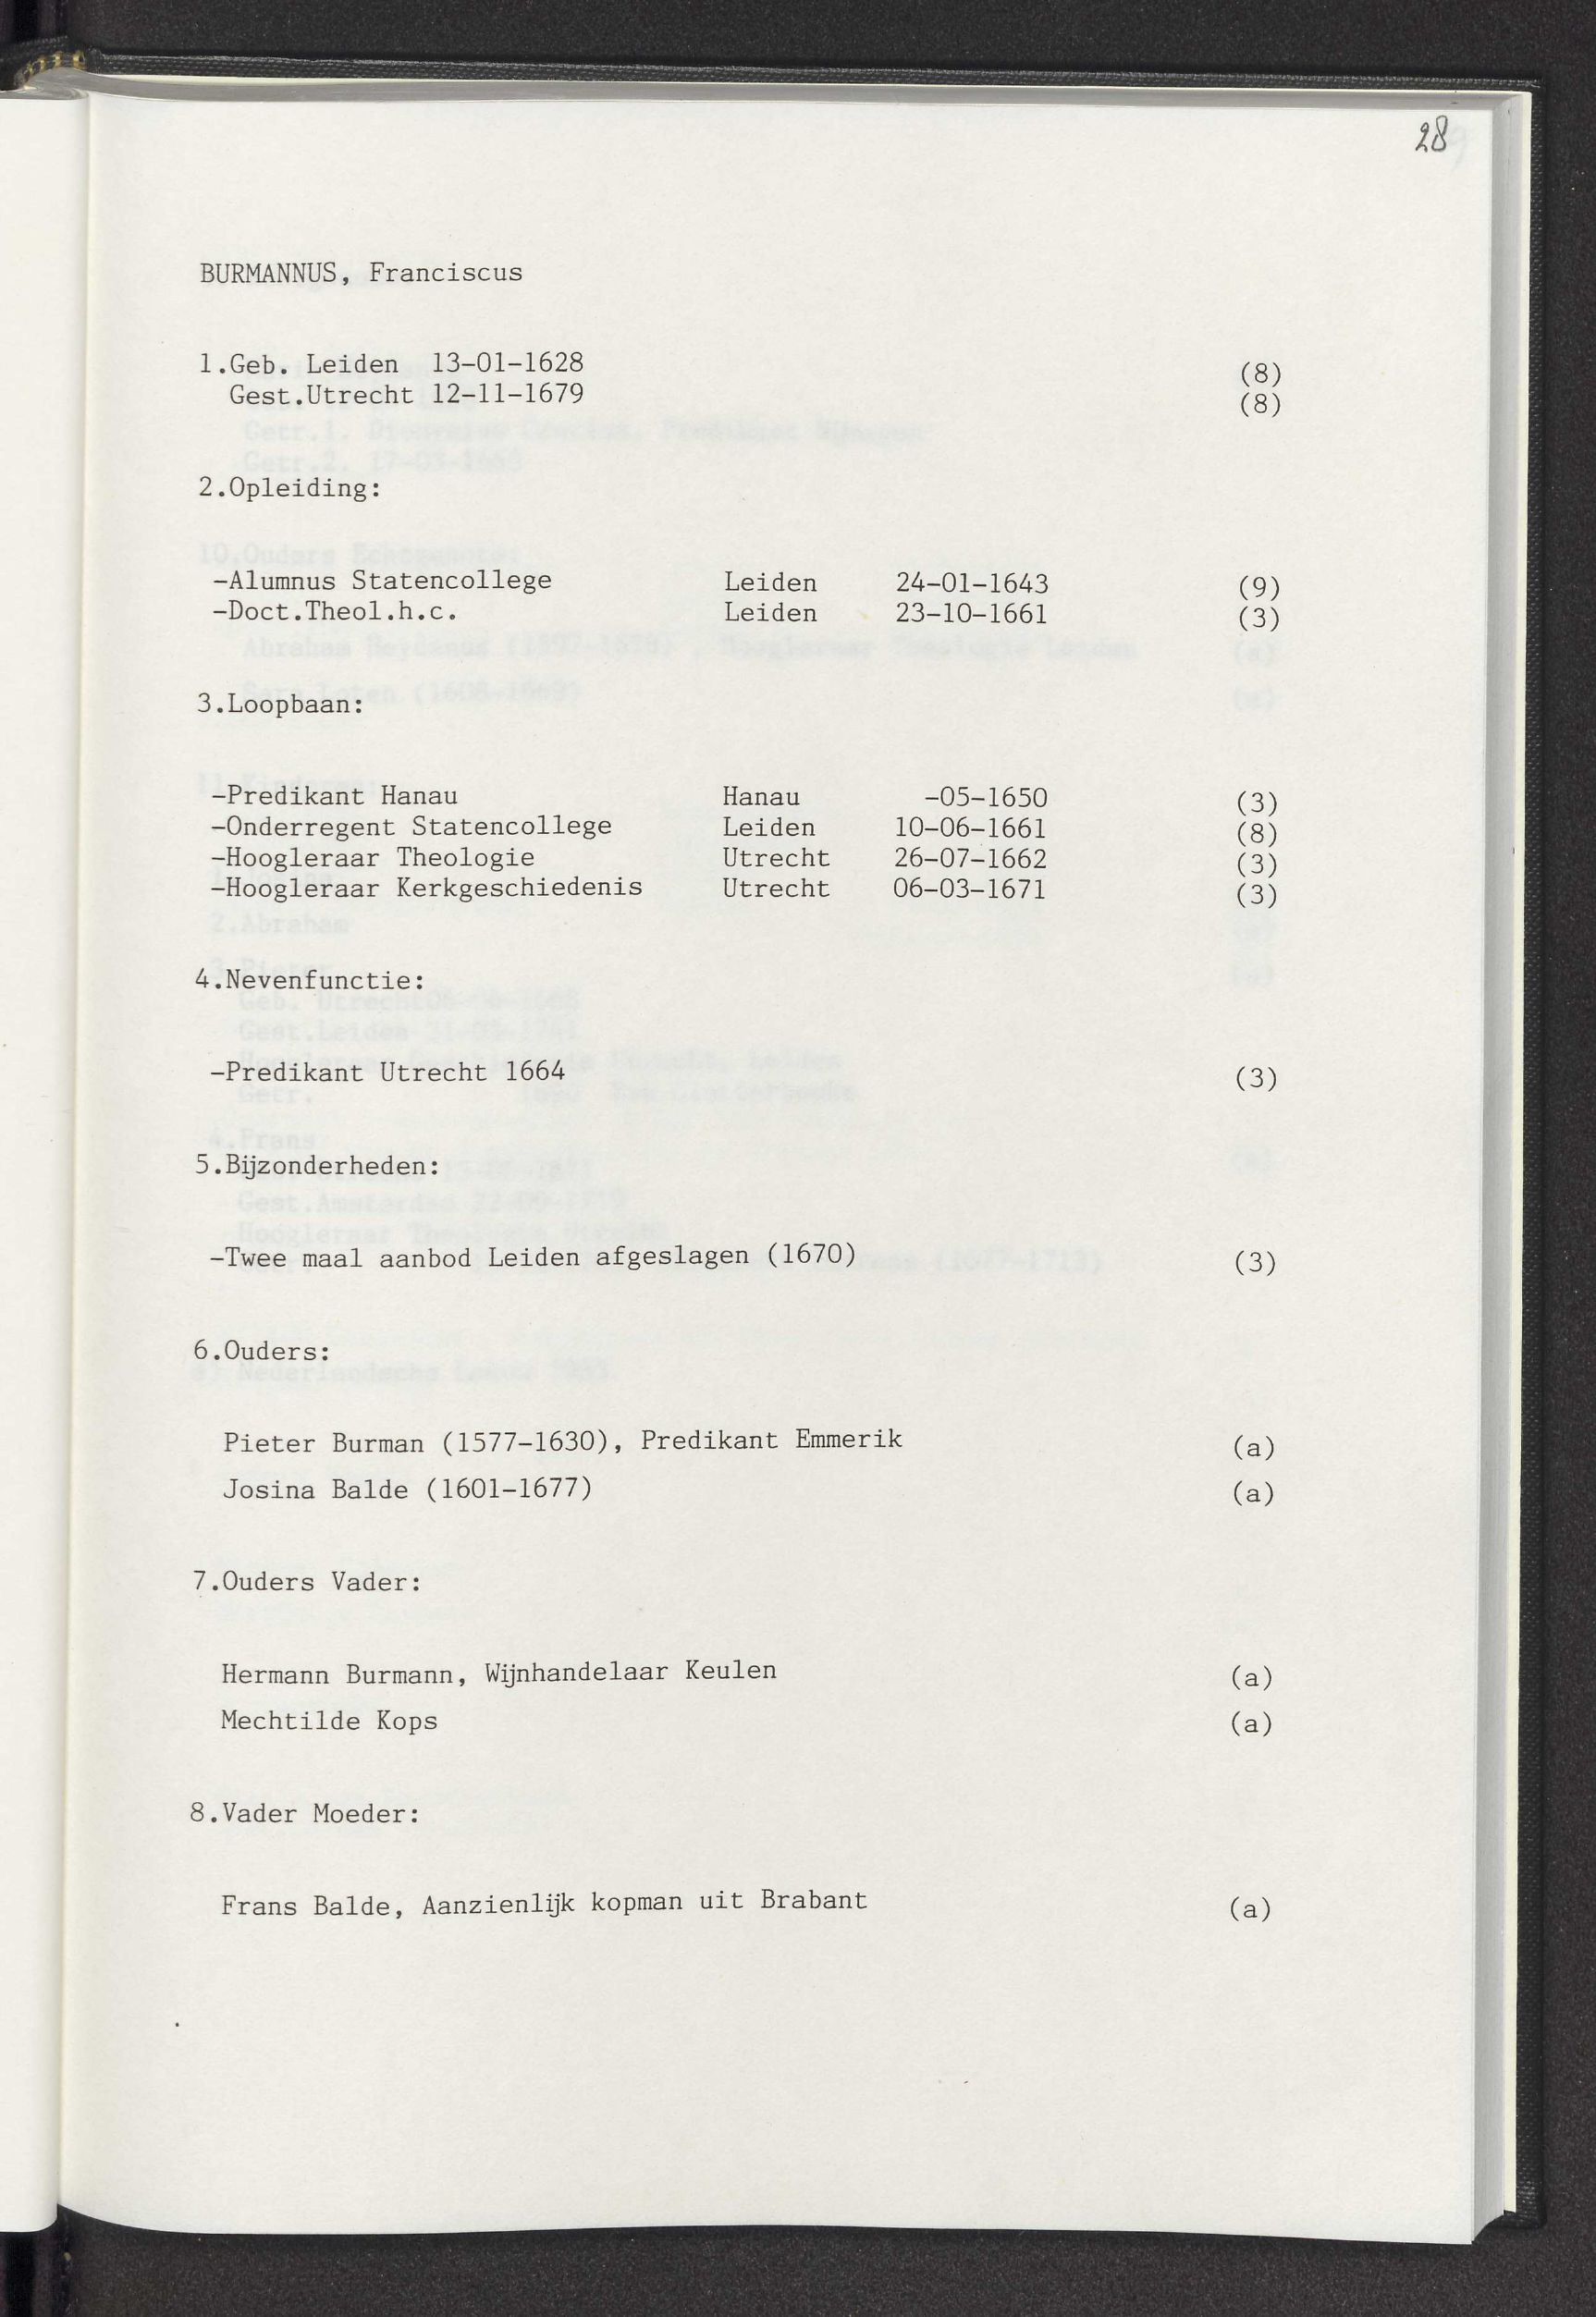 28
BURMANNUS, Franciscus
1.Geb. Leiden 13-01-1628 (8)
Gest.Utrecht 12-11-1679 (8)
2.Opleiding:
-Alumnus Statencollege Leiden 24-01-1643 (9)
-Doct.Theol.h.c. Leiden 23-10-1661 (3)
3.Loopbaan:
-Predikant Hanau Hanau -05-1650 (3)
-Onderregent Statencollege Leiden 10-06-1661 (8)
-Hoogleraar Theologie Utrecht 26-07-1662 (3)
-Hoogleraar Kerkgeschiedenis Utrecht 06-03-1671 (3)
4.Nevenfunctie:
-Predikant Utrecht 1664 (3)
5.Bijzonderheden:
-Twee maal aanbod Leiden afgeslagen (1670) (3)
6.Ouders:
Pieter Burman (1577-1630), Predikant Emmerik (a)
Josina Balde (1601-1677) (a)
7.Ouders Vader:
Hermann Burmann, Wijnhandelaar Keulen (a)
Mechtilde Kops (a)
8.Vader Moeder:
Frans Balde, Aanzienlijk kopman uit Brabant (a)